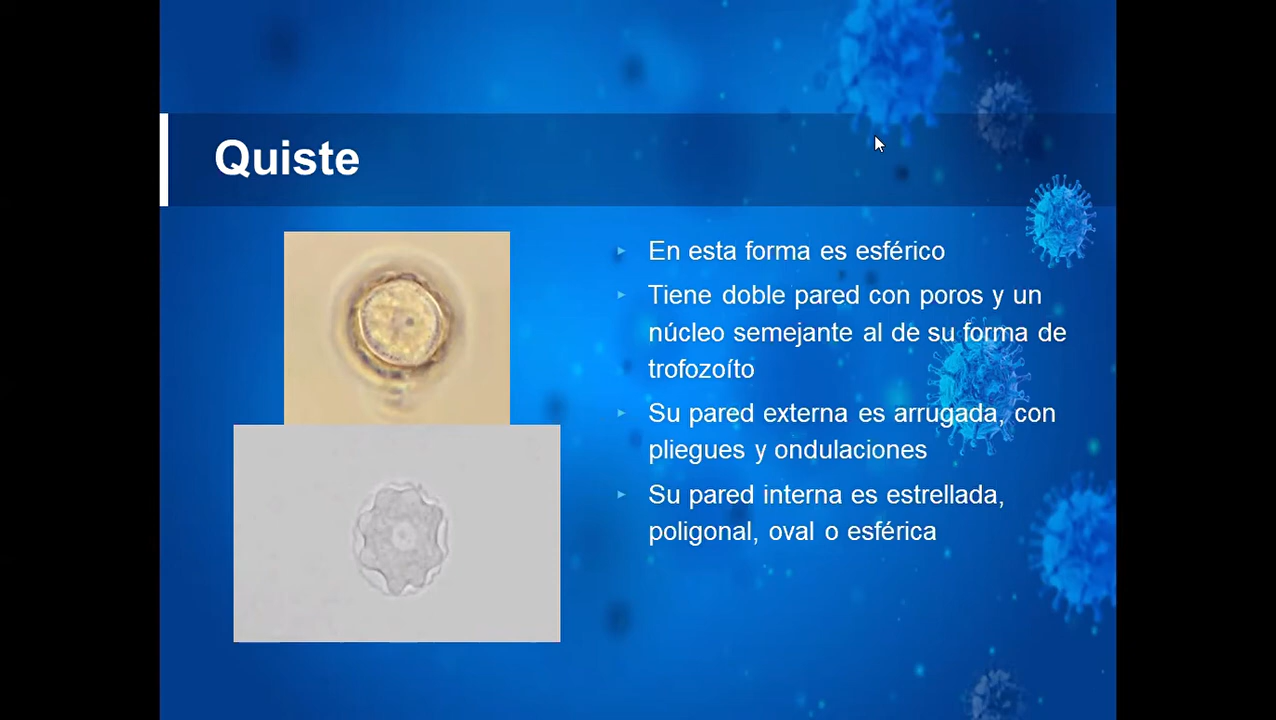 Quiste
En esta forma es esférico
Tiene doble pared con poros y un
núcleo semejante al de su forma de
trofozoíto
Su pared externa es arrugada, con
pliegues y ondulaciones
Su pared interna es estrellada,
poligonal, oval o esférica